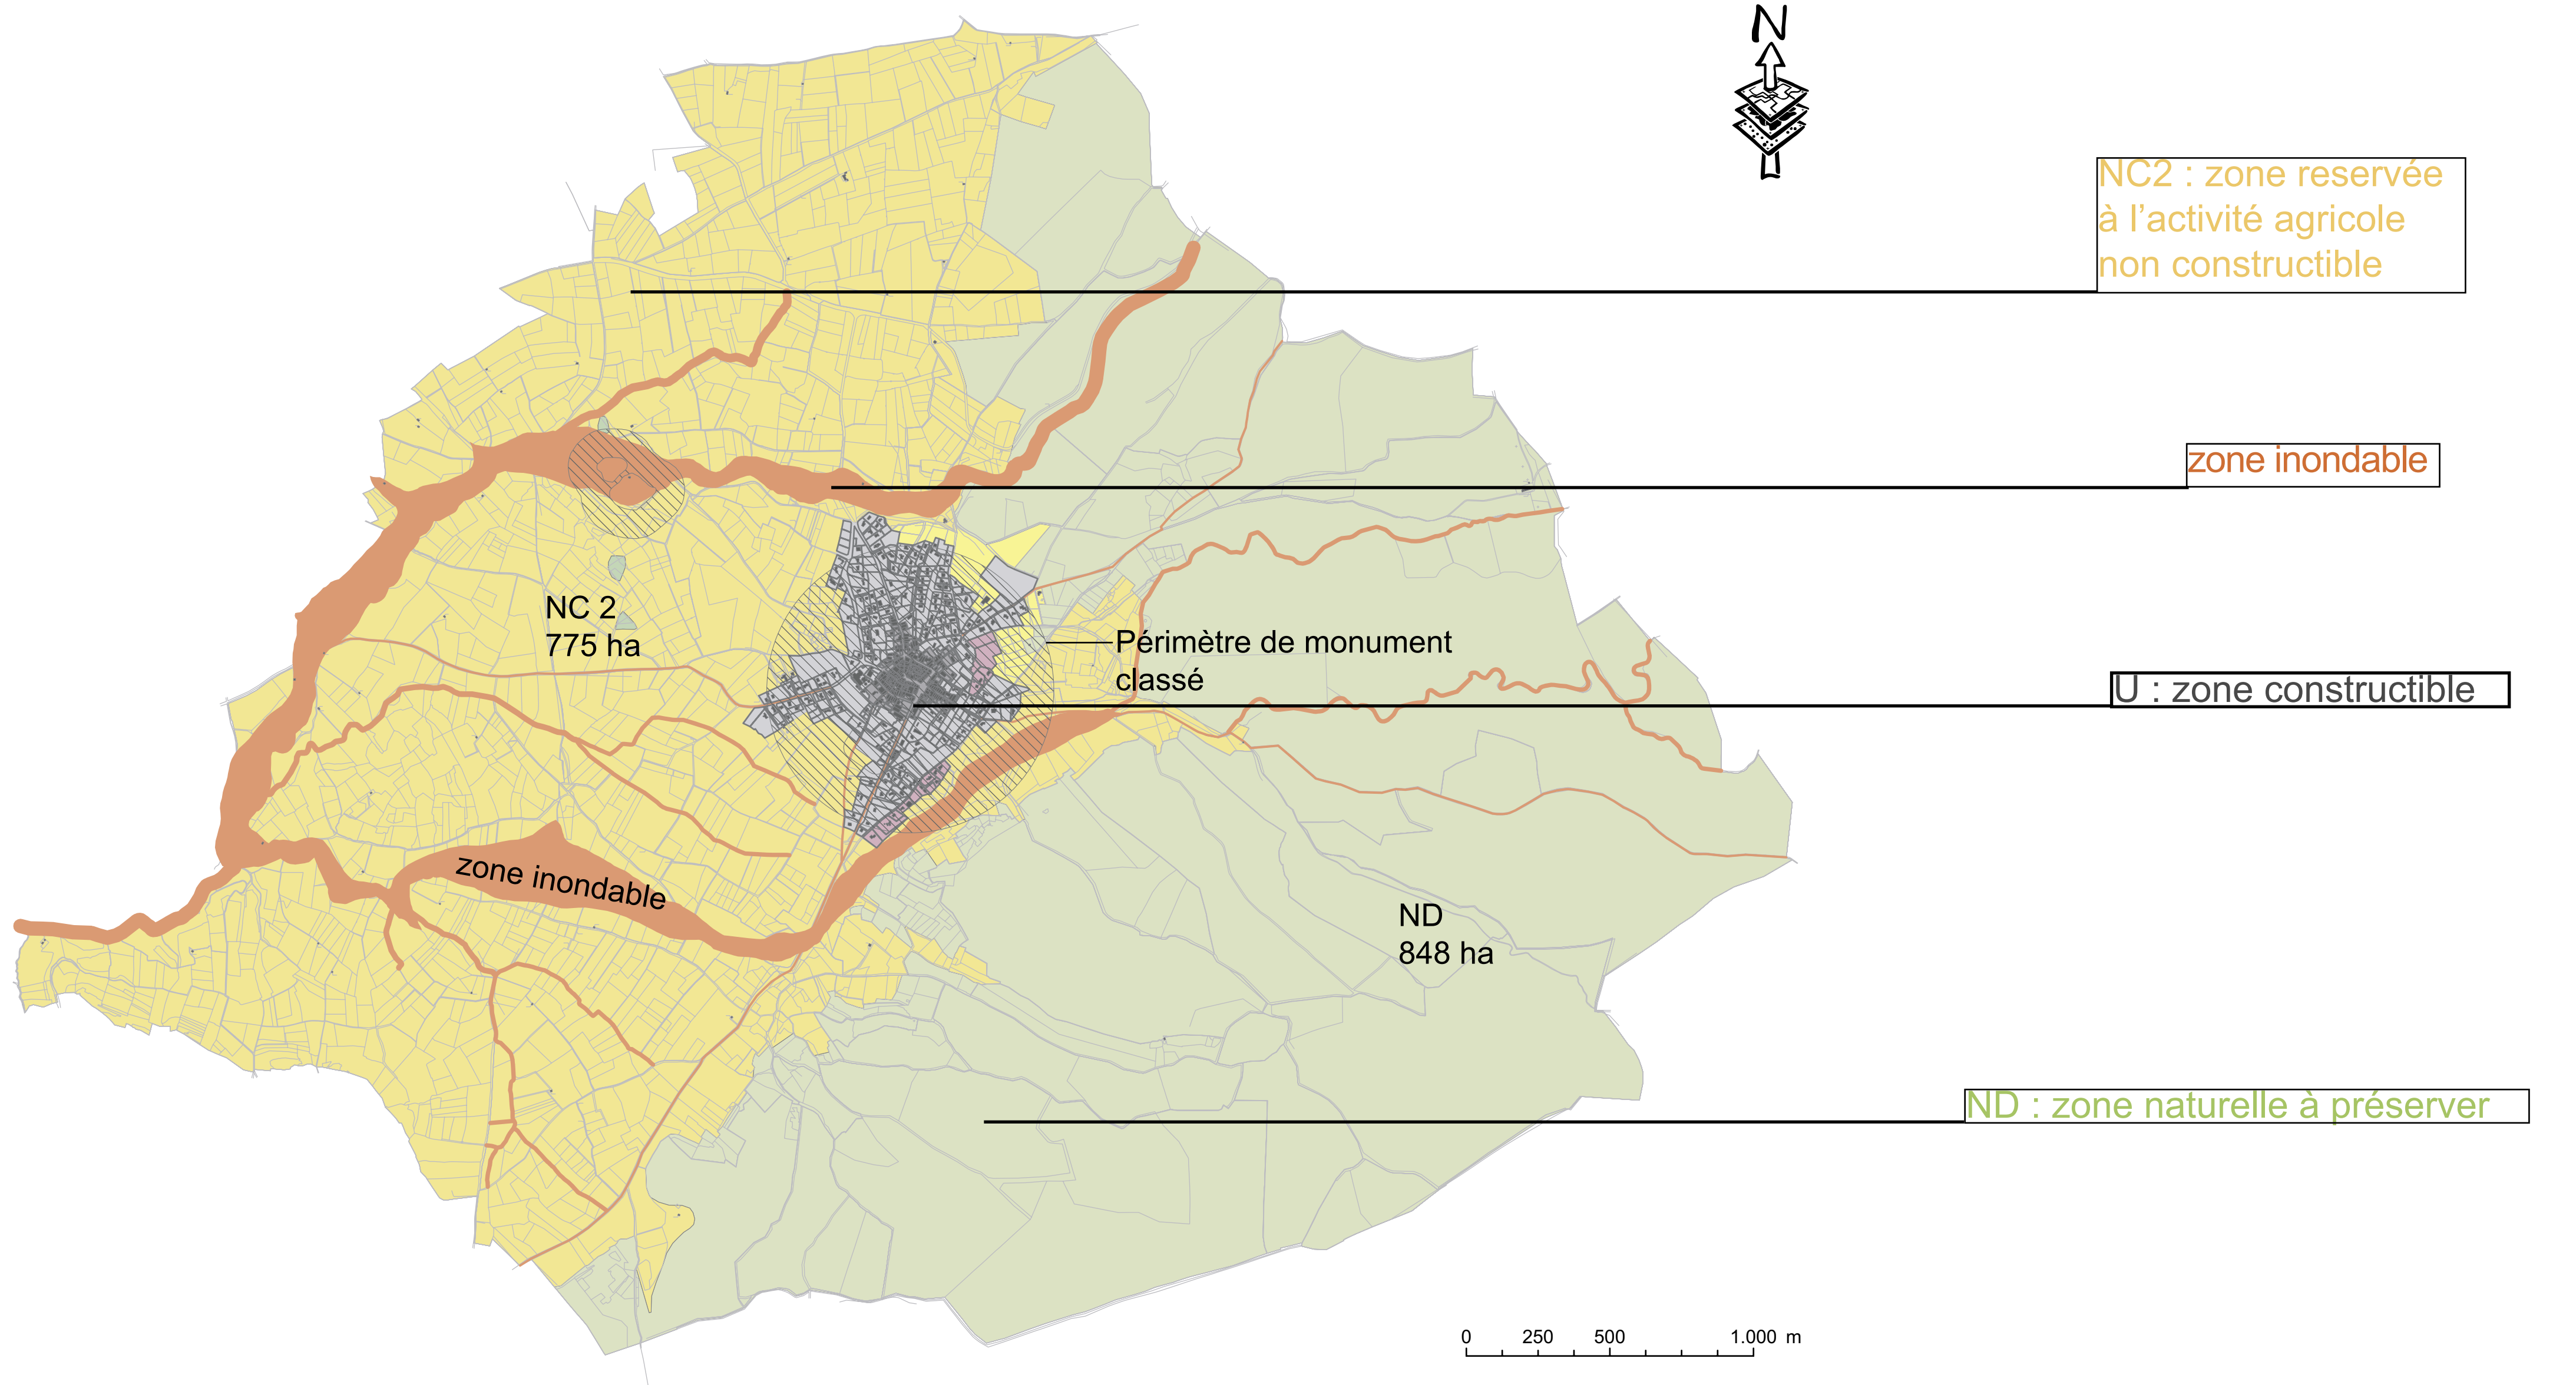 N
NC2 : zone reservée
à l’activité agricole
non constructible
zone inondable
NC 2
775 ha
Périmètre de monument
classé
U : zone constructible
zone inondable
ND
848 ha
ND : zone naturelle à préserver
0 250 500 1.000 m